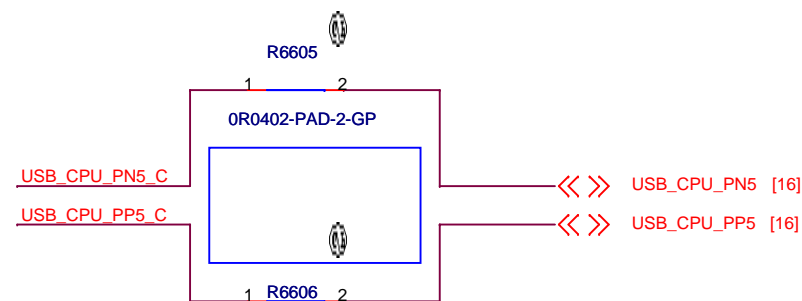 R6605
1 2
0R0402-PAD-2-GP
USB_CPU_PN5_C
USB_CPU_PN5 [16]
USB_CPU_PP5_C
USB_CPU_PP5 [16]
1 R6606 2